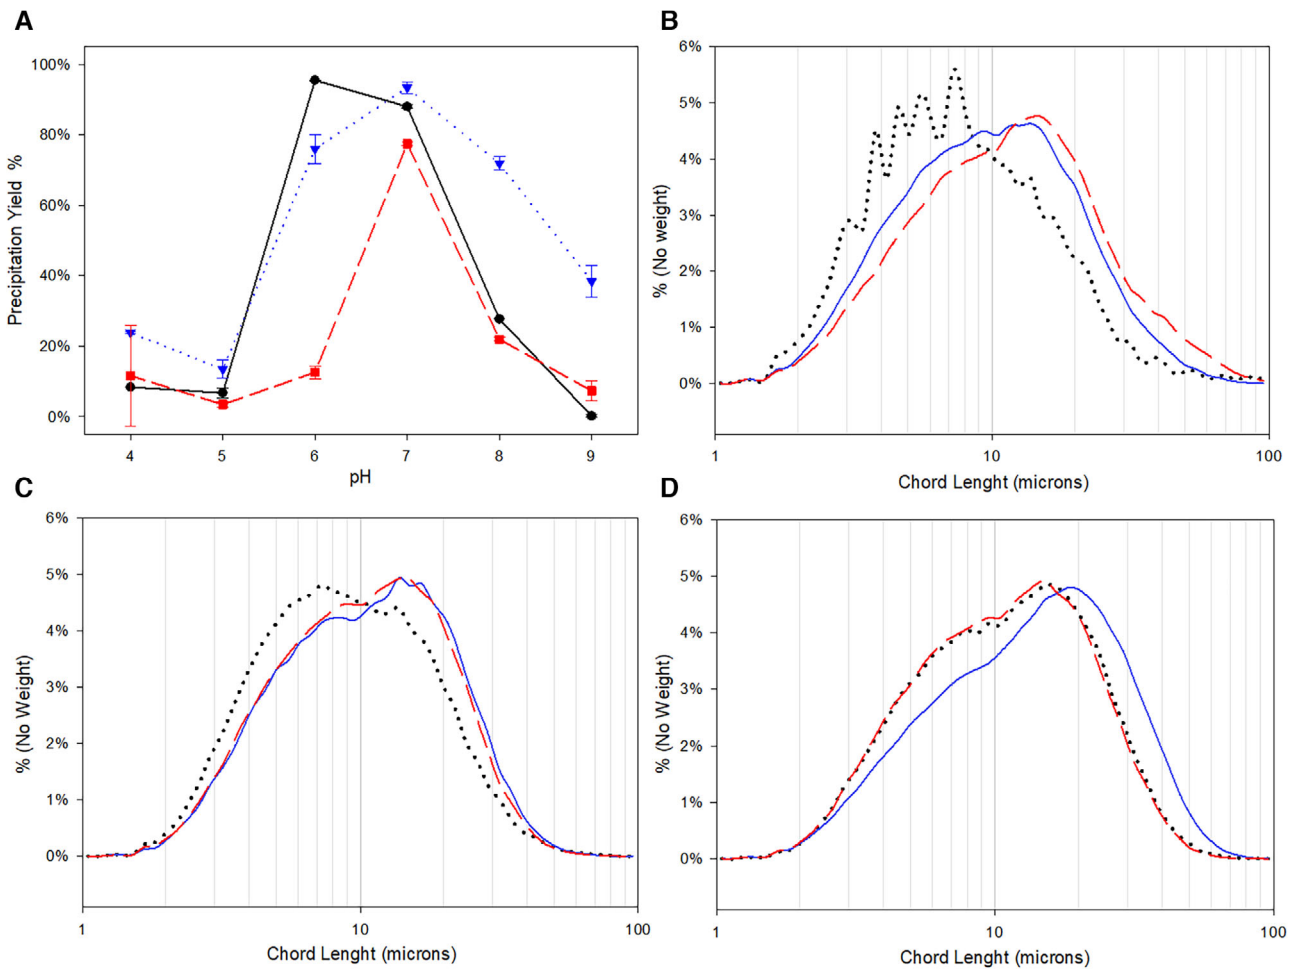 A
100%
80%
60%
40%
20%
0%
Precipitation Yield %
4 5 6 7 8 9
pH
B
6%
5%
4%
3%
2%
1%
0%
% (No weight)
1 10 100
Chord Lenght (microns)
C
6%
5%
4%
3%
2%
1%
0%
% (No Weight)
1 10 100
Chord Lenght (microns)
D
6%
5%
4%
3%
2%
1%
0%
% (No Weight)
1 10 100
Chord Lenght (microns)